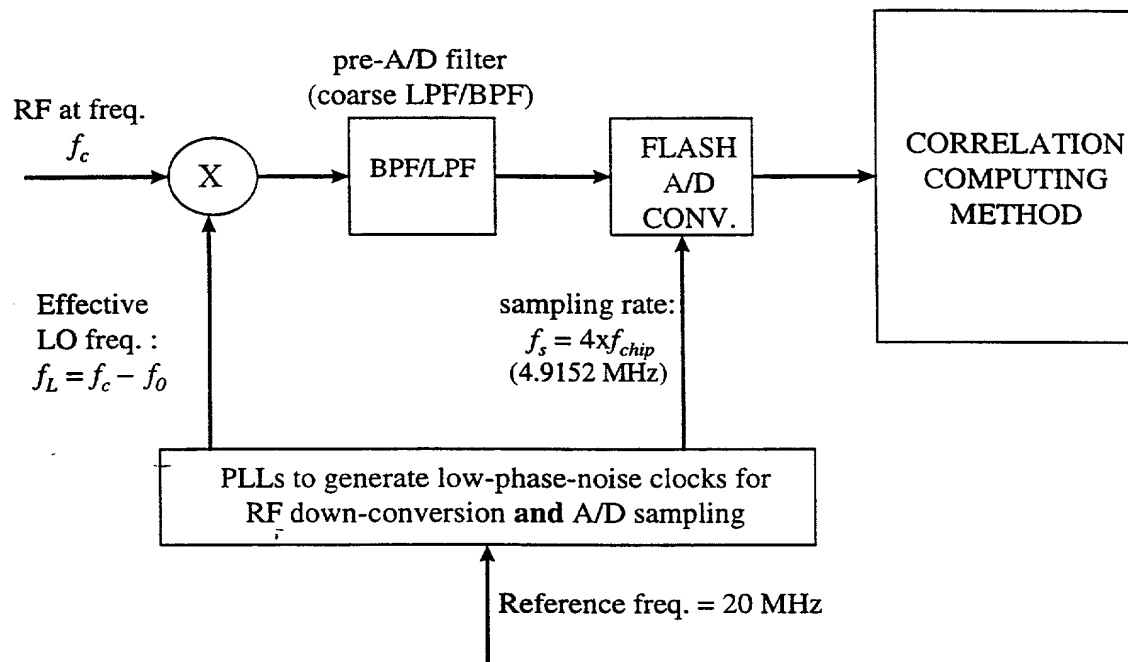 pre-A/D filter
(coarse LPF/BPF)
RF at freq.
f_c
X
BPF/LPF
FLASH
A/D
CONV.
CORRELATION
COMPUTING
METHOD
Effective
LO freq. :
f_L = f_c − f_0
sampling rate:
f_s = 4xf_chip
(4.9152 MHz)
PLLs to generate low-phase-noise clocks for
RF down-conversion and A/D sampling
Reference freq. = 20 MHz